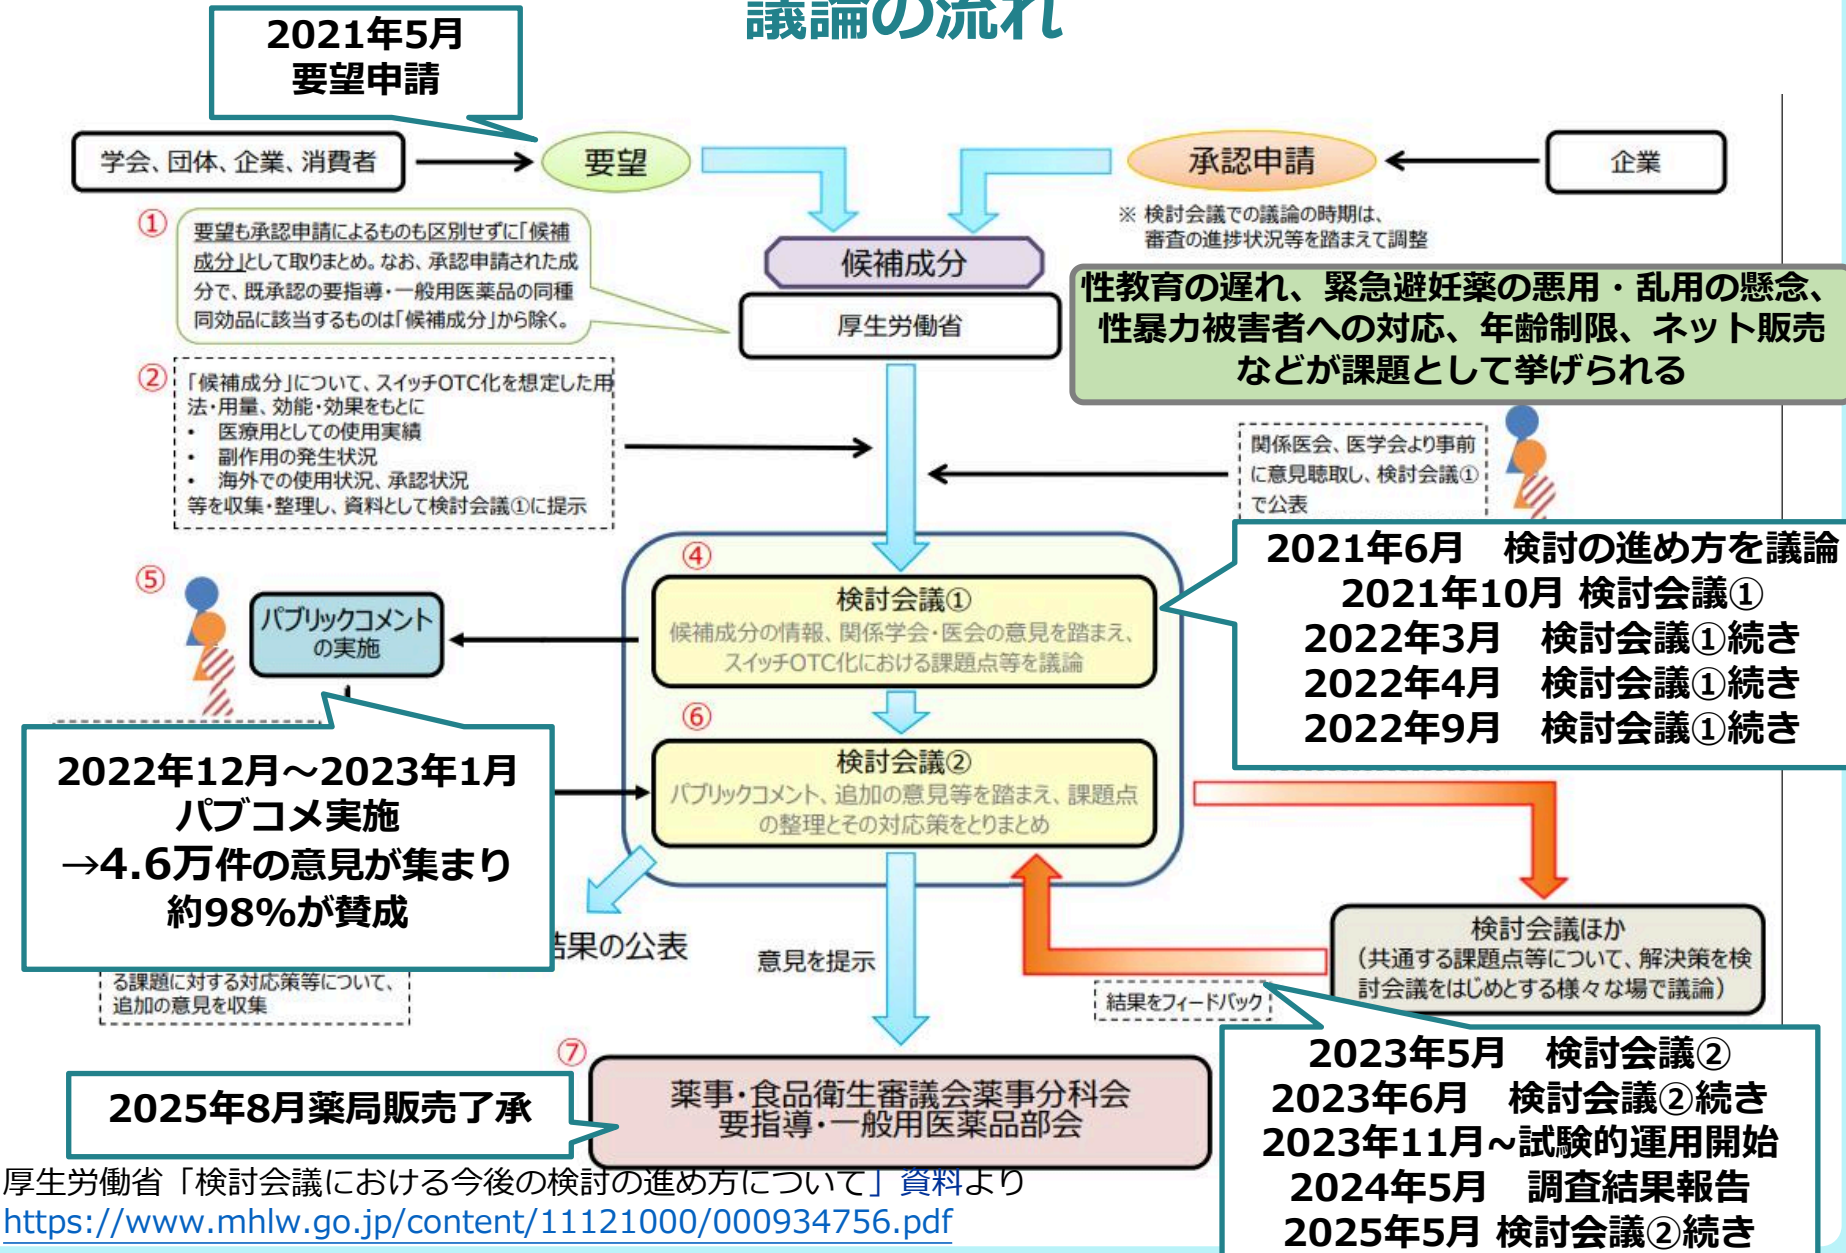 議論の流れ
2021年5月
要望申請
学会、団体、企業、消費者
要望
承認申請
企業
※ 検討会議での議論の時期は、
審査の進捗状況等を踏まえて調整
①
要望も承認申請によるものも区別せずに「候補
成分」として取りまとめ。なお、承認申請された成
分で、既承認の要指導・一般用医薬品の同種
同効品に該当するものは「候補成分」から除く。
候補成分
厚生労働省
性教育の遅れ、緊急避妊薬の悪用・乱用の懸念、
性暴力被害者への対応、年齢制限、ネット販売
などが課題として挙げられる
②
「候補成分」について、スイッチOTC化を想定した用
法・用量、効能・効果をもとに
• 医療用としての使用実績
• 副作用の発生状況
• 海外での使用状況、承認状況
等を収集・整理し、資料として検討会議①に提示
関係医会、医学会より事前
に意見聴取し、検討会議①
で公表
④
検討会議①
候補成分の情報、関係学会・医会の意見を踏まえ、
スイッチOTC化における課題点等を議論
2021年6月 検討の進め方を議論
2021年10月 検討会議①
2022年3月 検討会議①続き
2022年4月 検討会議①続き
2022年9月 検討会議①続き
⑤
パブリックコメント
の実施
2022年12月～2023年1月
パブコメ実施
→4.6万件の意見が集まり
約98%が賛成
⑥
検討会議②
パブリックコメント、追加の意見等を踏まえ、課題点
の整理とその対応策をとりまとめ
結果の公表
意見を提示
る課題に対する対応策等について、
追加の意見を収集
検討会議ほか
（共通する課題点等について、解決策を検
討会議をはじめとする様々な場で議論）
結果をフィードバック
2023年5月 検討会議②
2023年6月 検討会議②続き
2023年11月~試験的運用開始
2024年5月 調査結果報告
2025年5月 検討会議②続き
⑦
薬事・食品衛生審議会薬事分科会
要指導・一般用医薬品部会
2025年8月薬局販売了承
厚生労働省「検討会議における今後の検討の進め方について」資料より
https://www.mhlw.go.jp/content/11121000/000934756.pdf